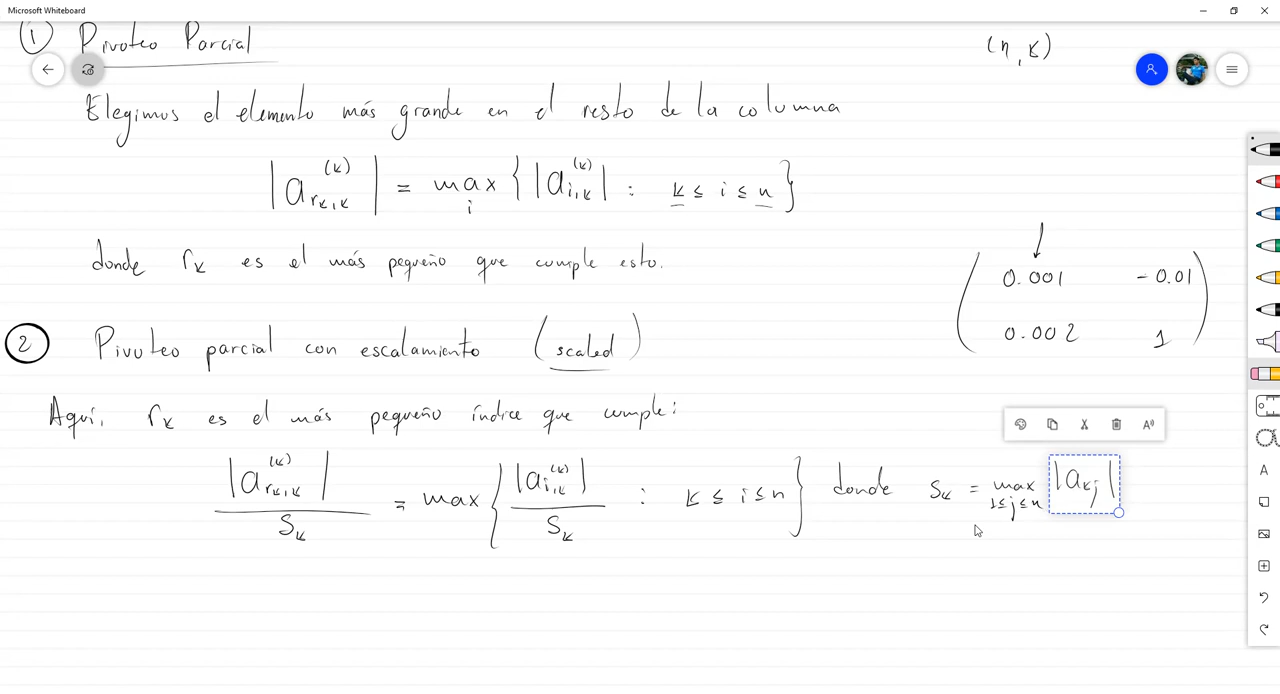 Microsoft Whiteboard
① Pivoteo Parcial
(n, k)
Elegimos el elemento más grande en el resto de la columna
|a_{r_k,k}^{(k)}| = max_i { |a_{i,k}^{(k)}| : k ≤ i ≤ n }
donde r_k es el más pequeño que cumple esto.
0.001 -0.01
0.002 1
② Pivoteo parcial con escalamiento (scaled)
Aquí, r_k es el más pequeño índice que cumple:
|a_{r_k,k}^{(k)}| / S_k = max { |a_{i,k}^{(k)}| / S_k : k ≤ i ≤ n } donde S_k = max_{1≤j≤n} |a_{kj}|